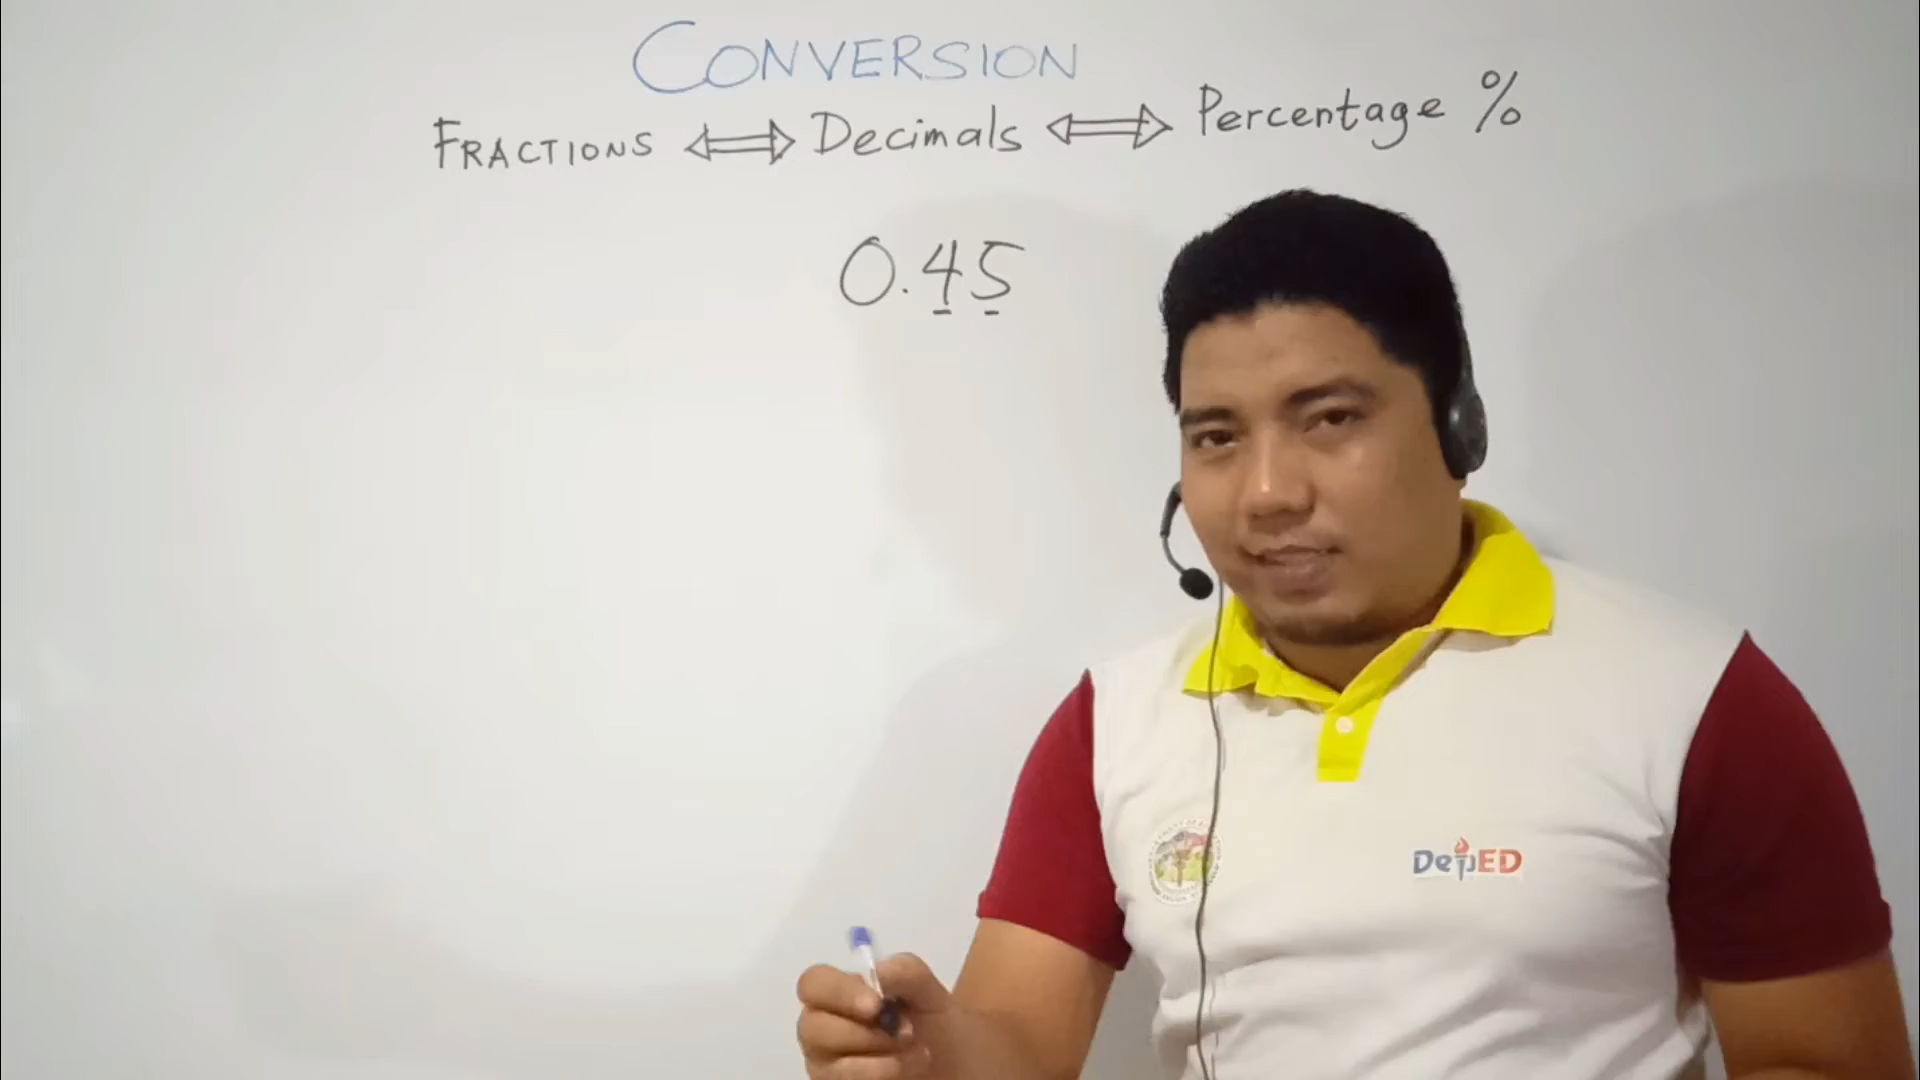 CONVERSION
FRACTIONS ⇔ Decimals ⇔ Percentage %
0.45
DepED